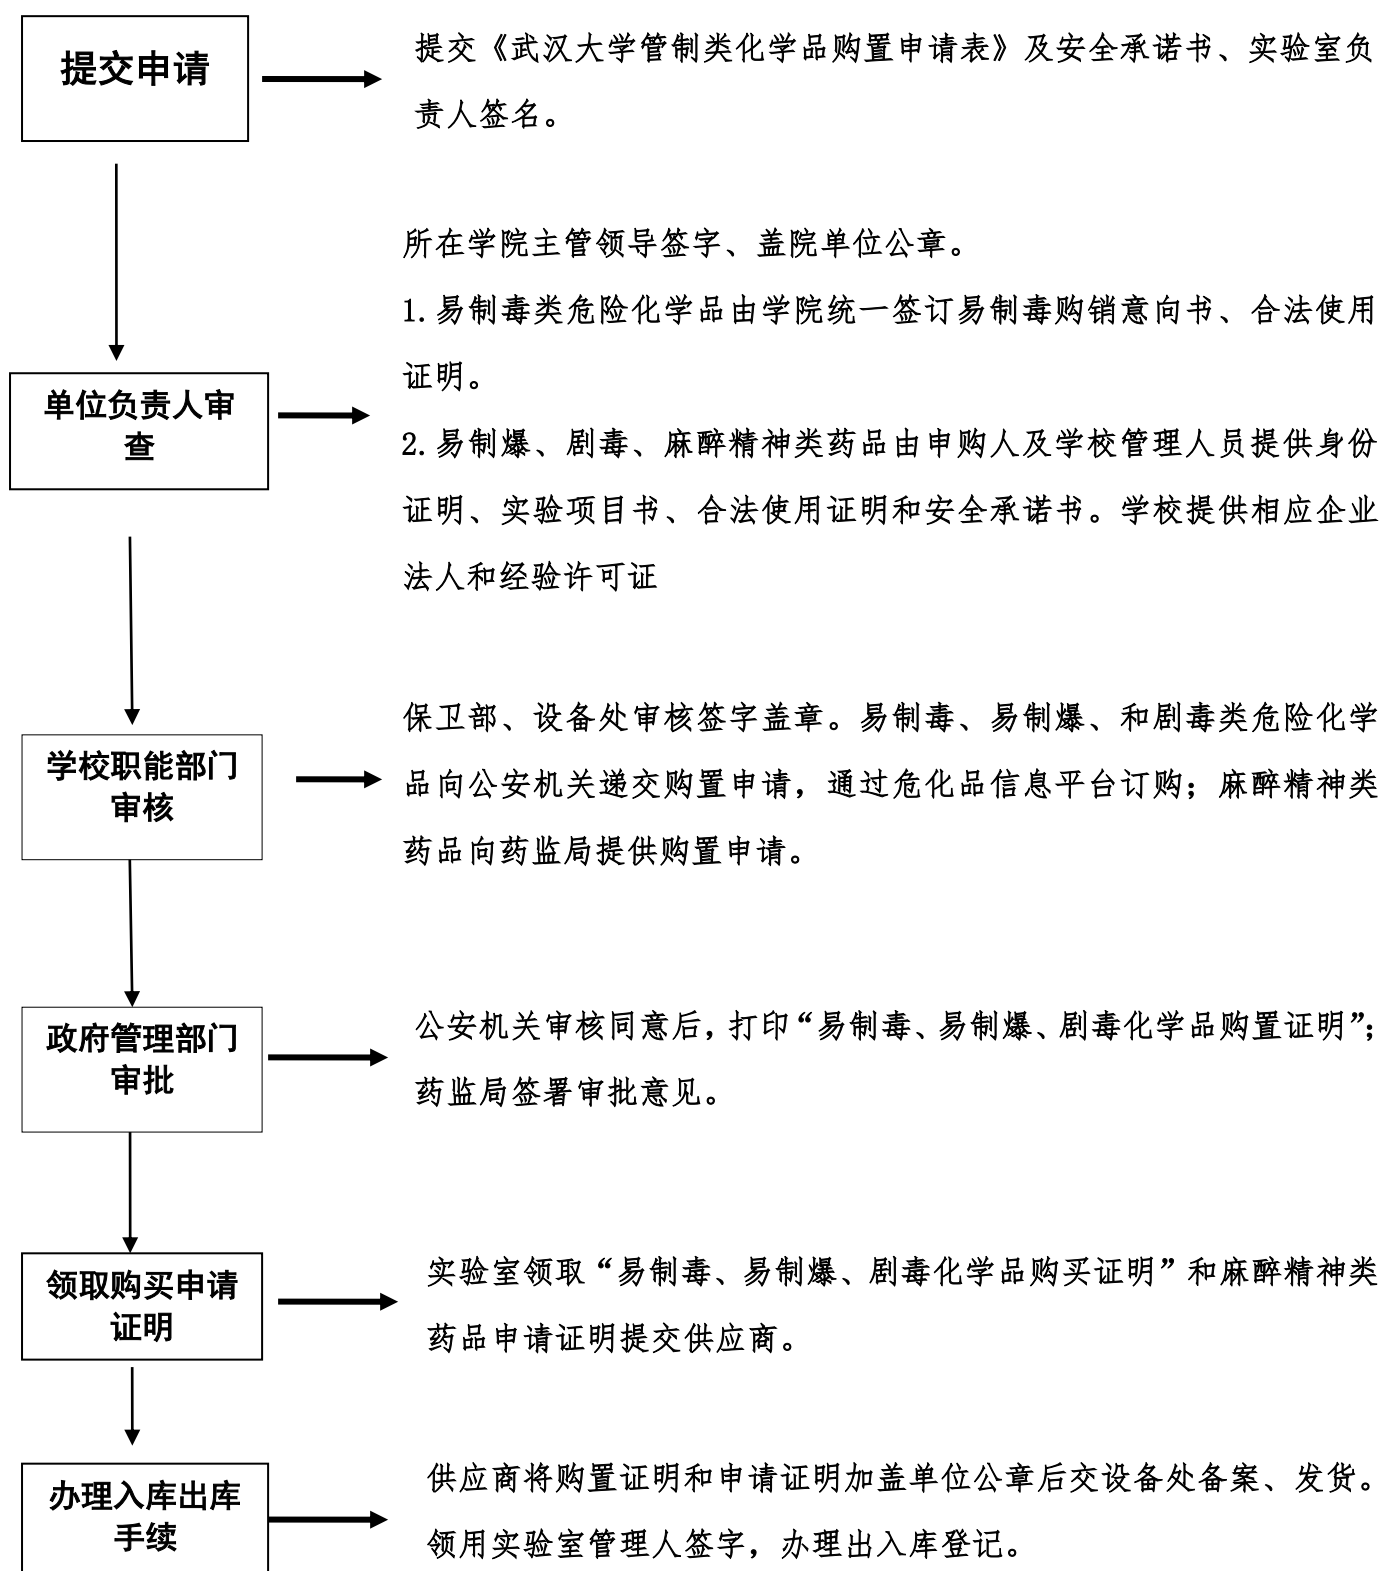 提交申请
提交《武汉大学管制类化学品购置申请表》及安全承诺书、实验室负
责人签名。
所在学院主管领导签字、盖院单位公章。
1.易制毒类危险化学品由学院统一签订易制毒购销意向书、合法使用
证明。
单位负责人审
查
2.易制爆、剧毒、麻醉精神类药品由申购人及学校管理人员提供身份
证明、实验项目书、合法使用证明和安全承诺书。学校提供相应企业
法人和经验许可证
学校职能部门
审核
保卫部、设备处审核签字盖章。易制毒、易制爆、和剧毒类危险化学
品向公安机关递交购置申请，通过危化品信息平台订购；麻醉精神类
药品向药监局提供购置申请。
政府管理部门
审批
公安机关审核同意后，打印“易制毒、易制爆、剧毒化学品购置证明”；
药监局签署审批意见。
领取购买申请
证明
实验室领取“易制毒、易制爆、剧毒化学品购买证明”和麻醉精神类
药品申请证明提交供应商。
办理入库出库
手续
供应商将购置证明和申请证明加盖单位公章后交设备处备案、发货。
领用实验室管理人签字，办理出入库登记。